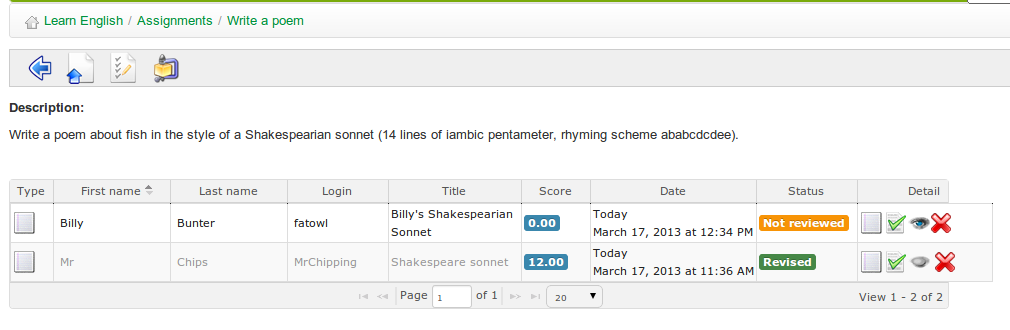 Learn English / Assignments / Write a poem
Description:
Write a poem about fish in the style of a Shakespearian sonnet (14 lines of iambic pentameter, rhyming scheme ababcdcdee).
Type First name Last name Login Title Score Date Status Detail
Billy Bunter fatowl Billy's Shakespearian Sonnet 0.00 Today March 17, 2013 at 12:34 PM Not reviewed
Mr Chips MrChipping Shakespeare sonnet 12.00 Today March 17, 2013 at 11:36 AM Revised
Page 1 of 1 20 View 1 - 2 of 2